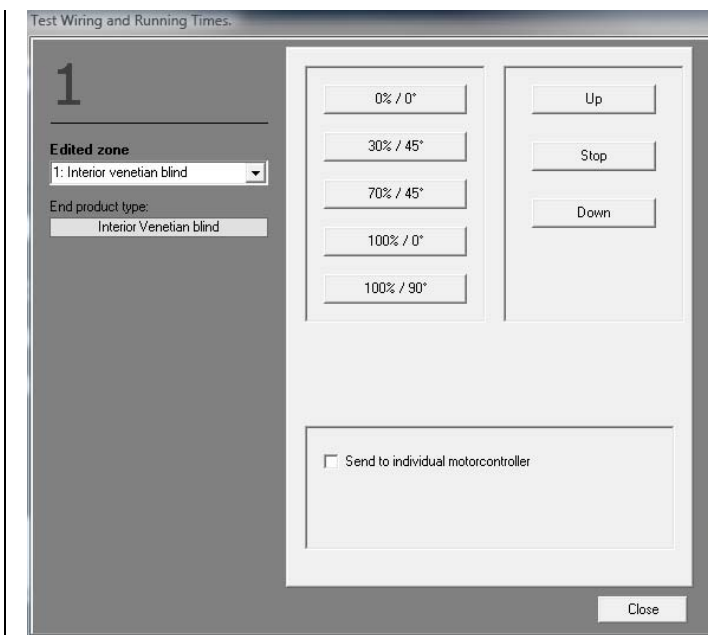 Test Wiring and Running Times.
1
Edited zone
1: Interior venetian blind
End product type:
Interior Venetian blind
0% / 0°
30% / 45°
70% / 45°
100% / 0°
100% / 90°
Up
Stop
Down
Send to individual motorcontroller
Close